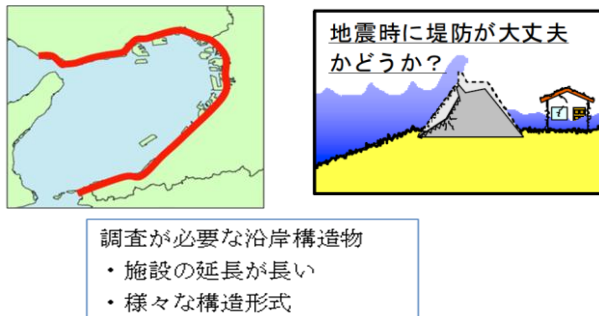 地震時に堤防が大丈夫
かどうか？
調査が必要な沿岸構造物
・施設の延長が長い
・様々な構造形式